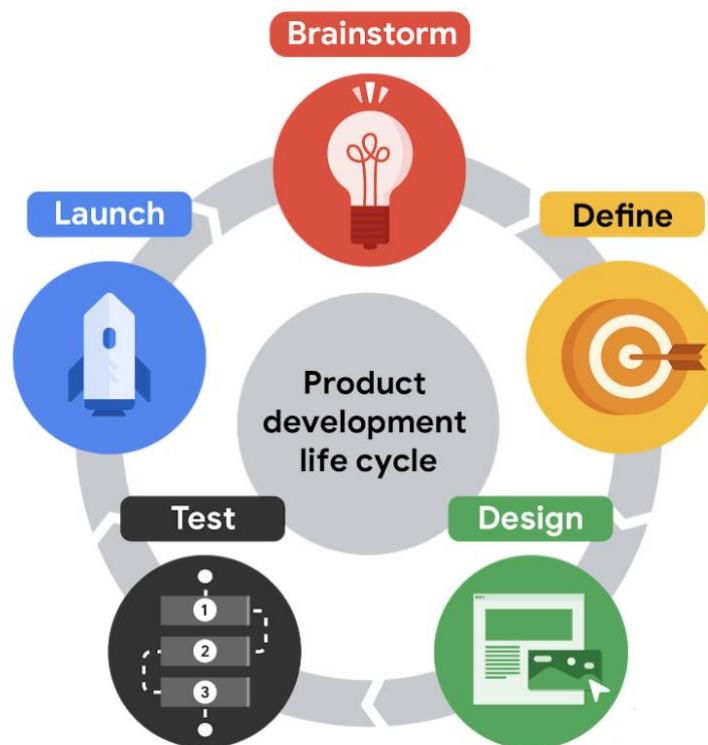 Brainstorm
Define
Design
Test
1
2
3
Launch
Product
development
life cycle